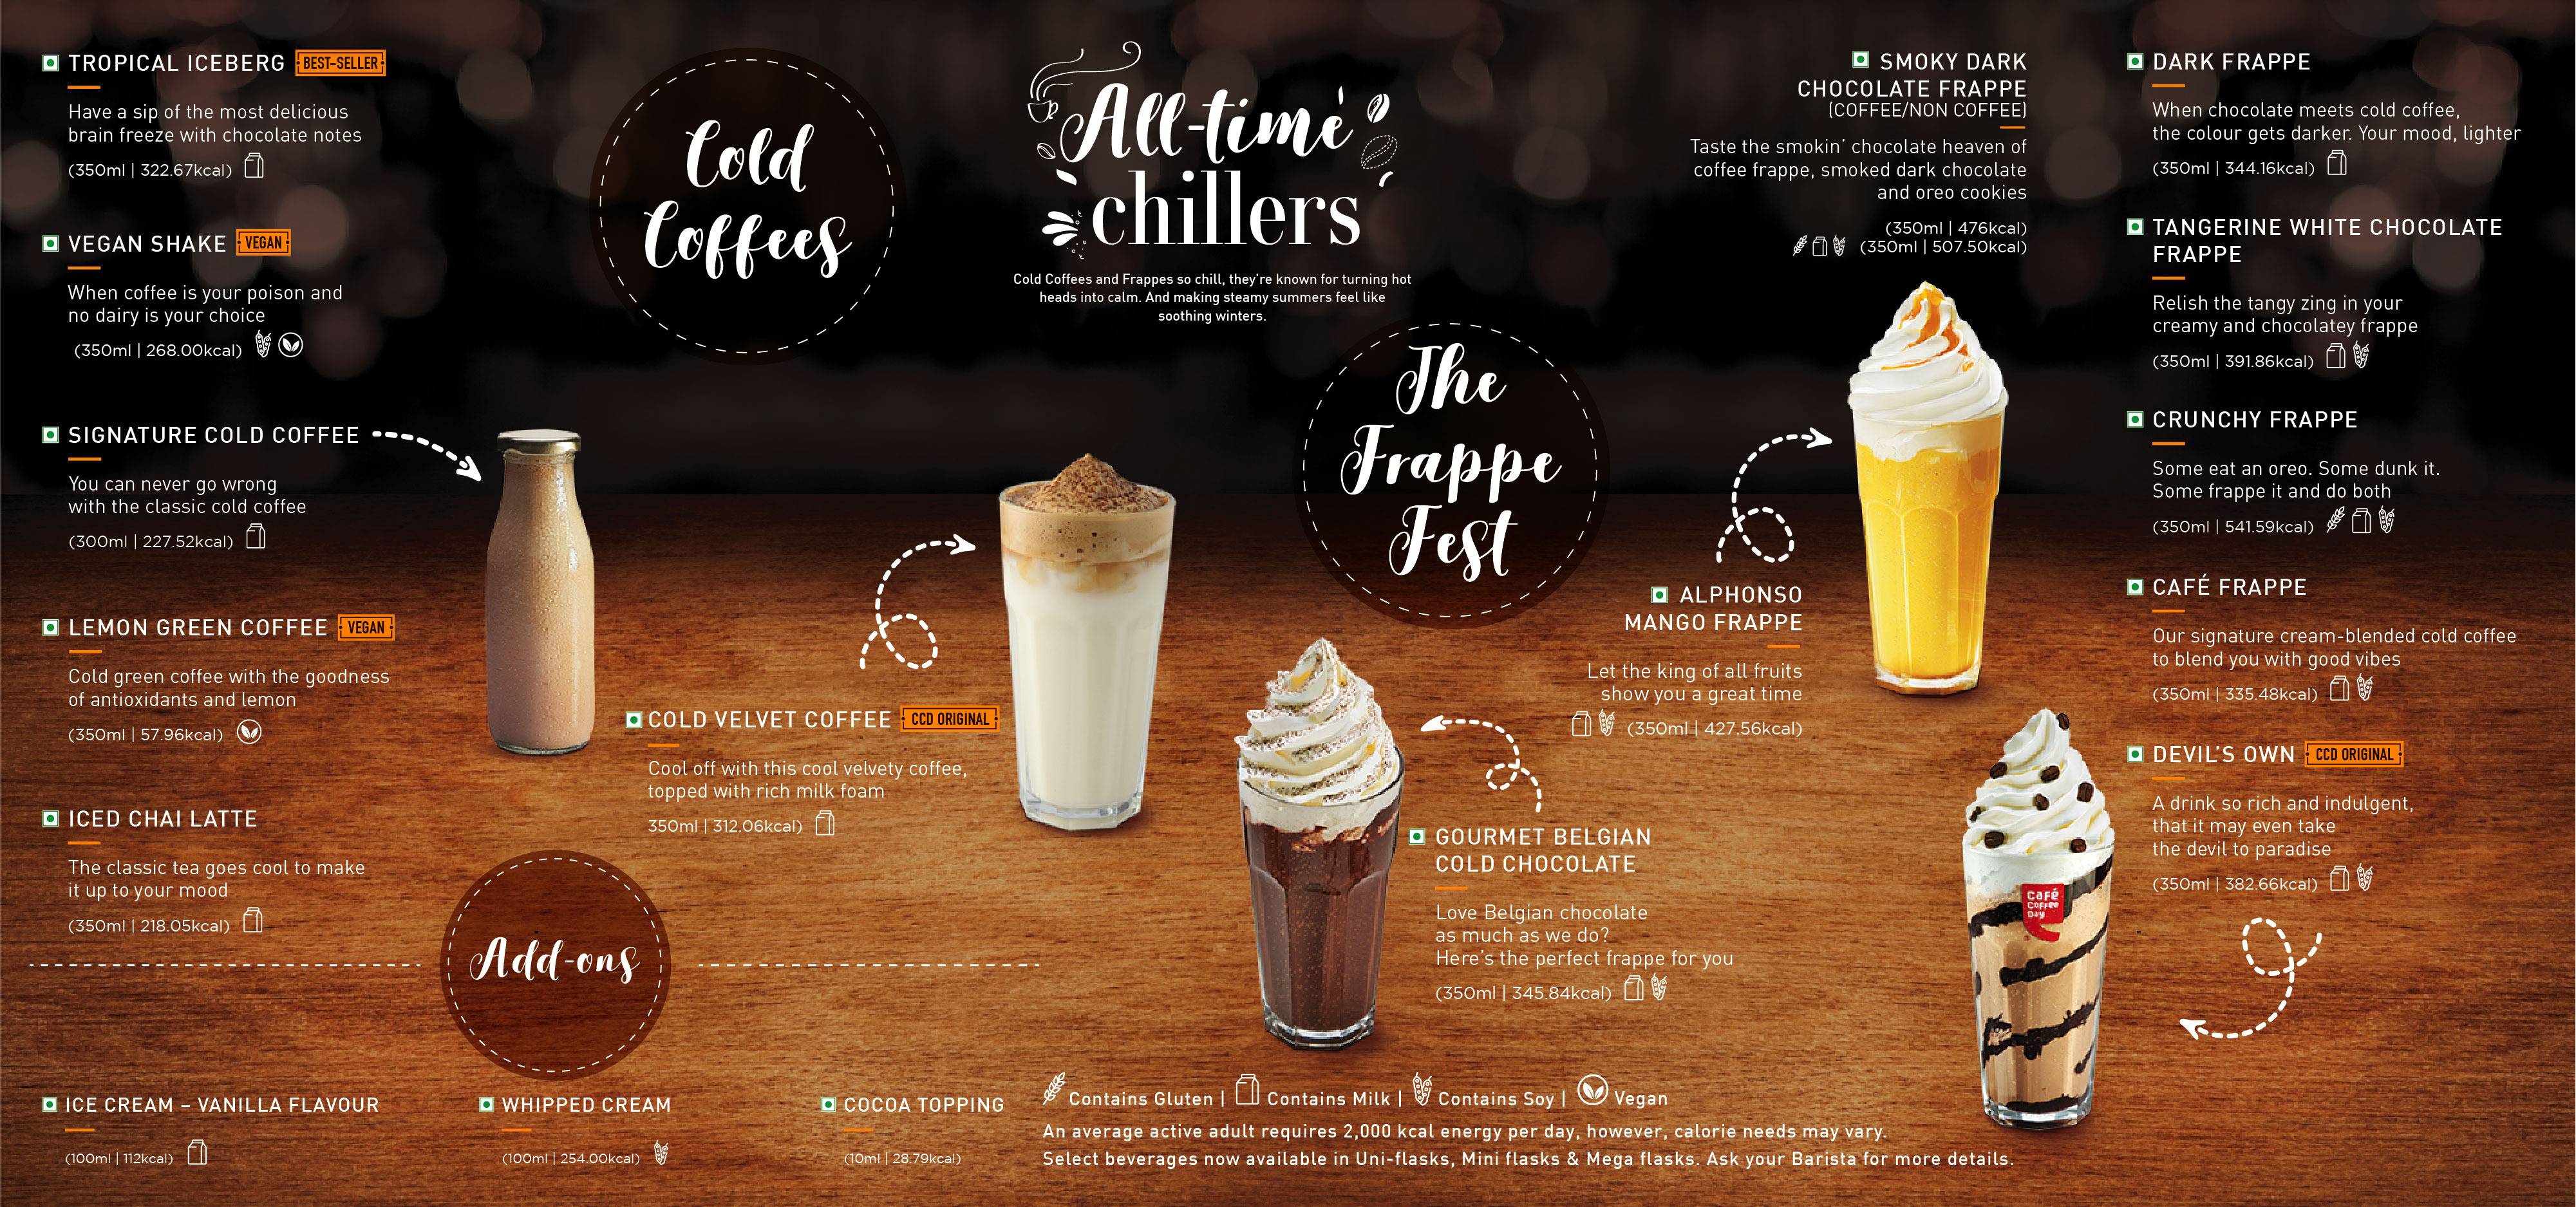 TROPICAL ICEBERG BEST-SELLER
Have a sip of the most delicious
brain freeze with chocolate notes
(350ml | 322.67kcal)
VEGAN SHAKE VEGAN
When coffee is your poison and
no dairy is your choice
(350ml | 268.00kcal)
SIGNATURE COLD COFFEE
You can never go wrong
with the classic cold coffee
(300ml | 227.52kcal)
LEMON GREEN COFFEE VEGAN
Cold green coffee with the goodness
of antioxidants and lemon
(350ml | 57.96kcal)
ICED CHAI LATTE
The classic tea goes cool to make
it up to your mood
(350ml | 218.05kcal)
Cold
Coffees
COLD VELVET COFFEE CCD ORIGINAL
Cool off with this cool velvety coffee,
topped with rich milk foam
350ml | 312.06kcal)
Add-ons
ICE CREAM – VANILLA FLAVOUR
(100ml | 112kcal)
WHIPPED CREAM
(100ml | 254.00kcal)
COCOA TOPPING
(10ml | 28.79kcal)
All-time
chillers
Cold Coffees and Frappes so chill, they're known for turning hot
heads into calm. And making steamy summers feel like
soothing winters.
The
Frappe
Fest
SMOKY DARK
CHOCOLATE FRAPPE
(COFFEE/NON COFFEE)
Taste the smokin' chocolate heaven of
coffee frappe, smoked dark chocolate
and oreo cookies
(350ml | 476kcal)
(350ml | 507.50kcal)
ALPHONSO
MANGO FRAPPE
Let the king of all fruits
show you a great time
(350ml | 427.56kcal)
GOURMET BELGIAN
COLD CHOCOLATE
Love Belgian chocolate
as much as we do?
Here's the perfect frappe for you
(350ml | 345.84kcal)
DARK FRAPPE
When chocolate meets cold coffee,
the colour gets darker. Your mood, lighter
(350ml | 344.16kcal)
TANGERINE WHITE CHOCOLATE
FRAPPE
Relish the tangy zing in your
creamy and chocolatey frappe
(350ml | 391.86kcal)
CRUNCHY FRAPPE
Some eat an oreo. Some dunk it.
Some frappe it and do both
(350ml | 541.59kcal)
CAFÉ FRAPPE
Our signature cream-blended cold coffee
to blend you with good vibes
(350ml | 335.48kcal)
DEVIL'S OWN CCD ORIGINAL
A drink so rich and indulgent,
that it may even take
the devil to paradise
(350ml | 382.66kcal)
Café
Coffee
Day
Contains Gluten | Contains Milk | Contains Soy | Vegan
An average active adult requires 2,000 kcal energy per day, however, calorie needs may vary.
Select beverages now available in Uni-flasks, Mini flasks & Mega flasks. Ask your Barista for more details.